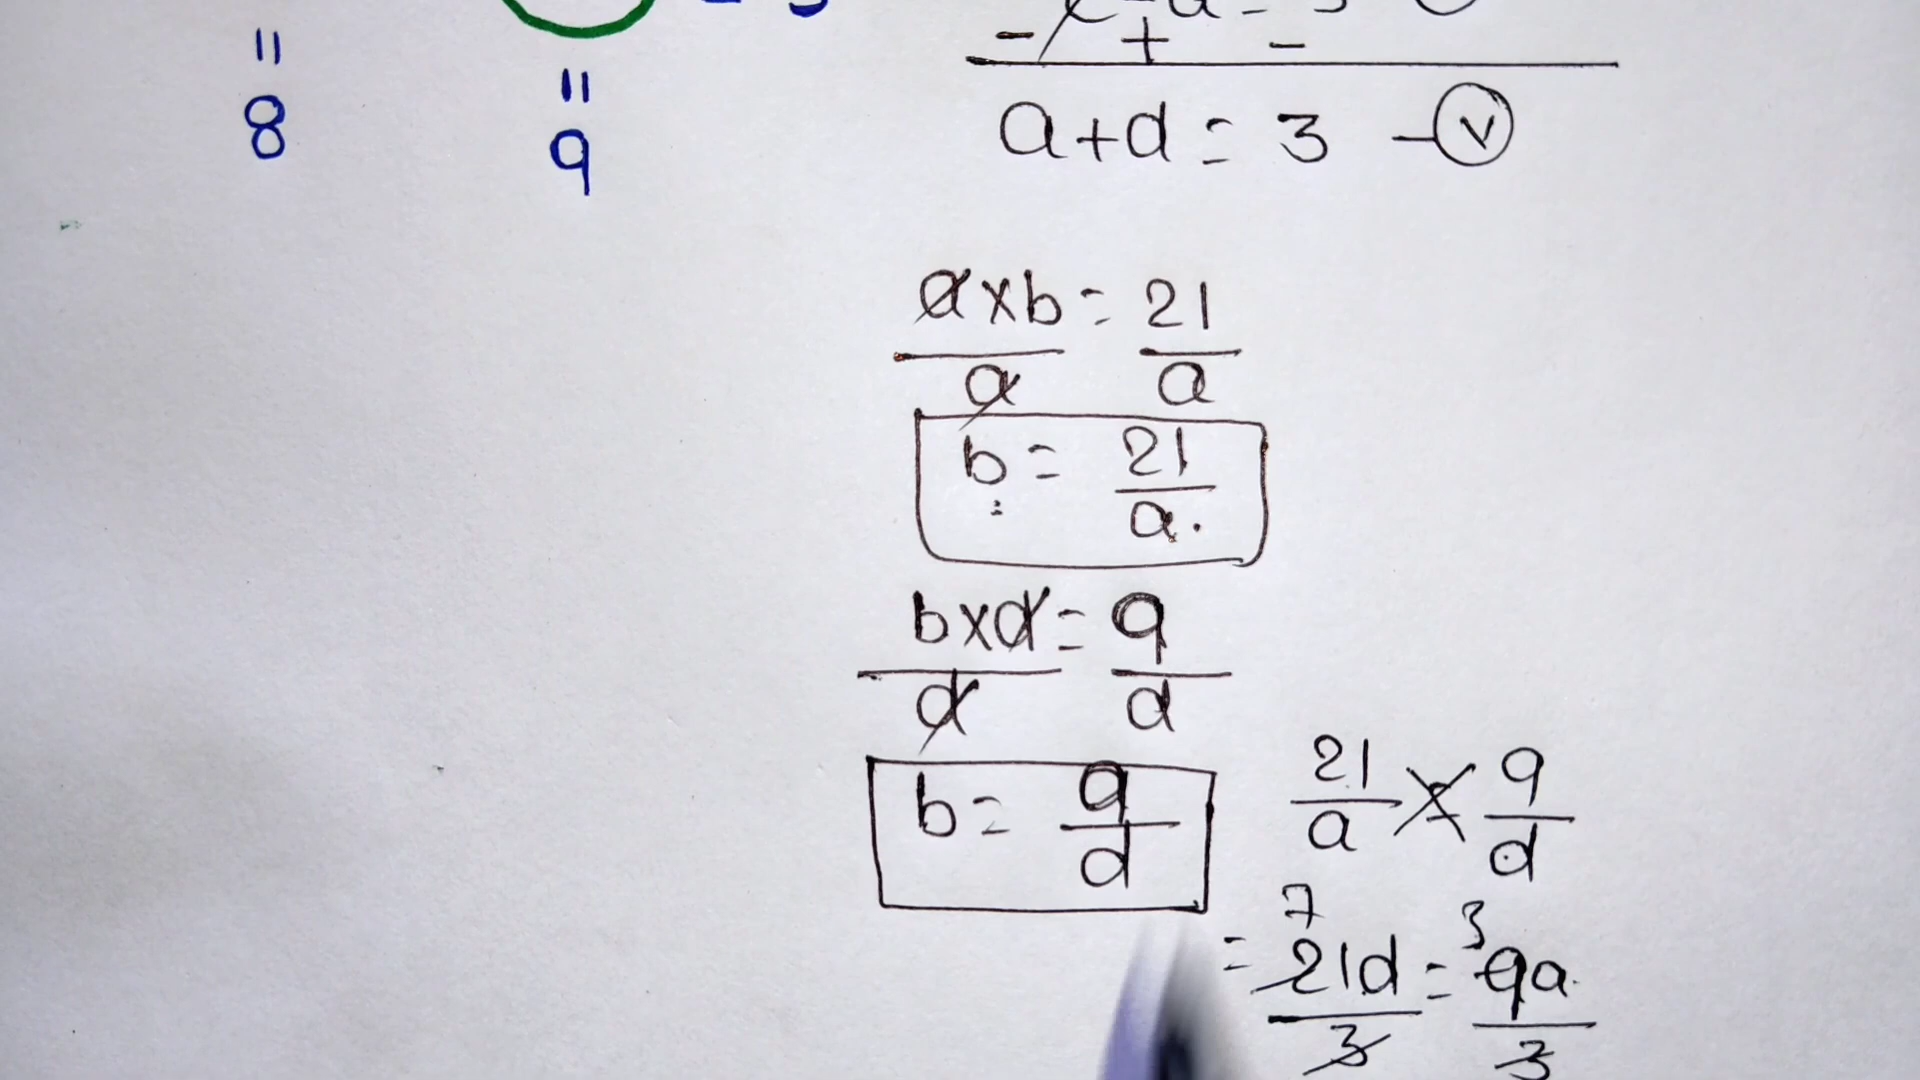 = 8
= 9
- + -
a+d = 3 - V
a×b = 21
a a
b = 21
a.
b×d = 9
d d
b = 9
d
21 = 9
a d
7 3
= 21d = 9a
3 3